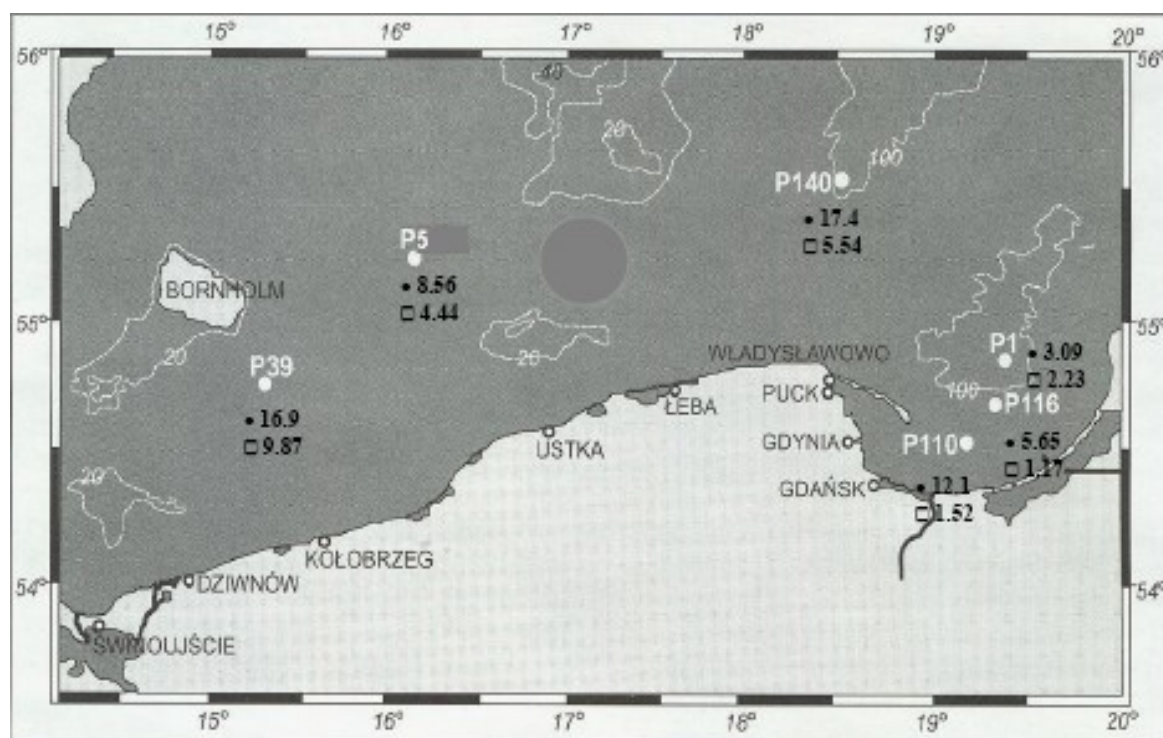 15° 16° 17° 18° 19° 20°
56° 56°
40
20
100
P140
17.4
5.54
P5
8.56
4.44
BORNHOLM
55° 55°
20
20
P39
16.9
9.87
WŁADYSŁAWOWO
P1
3.09
2.23
100
PUCK
P116
ŁEBA
USTKA
GDYNIA
P110
5.65
1.17
20
GDAŃSK
12.1
1.52
KOŁOBRZEG
54° 54°
DZIWNÓW
ŚWINOUJŚCIE
15° 16° 17° 18° 19° 20°